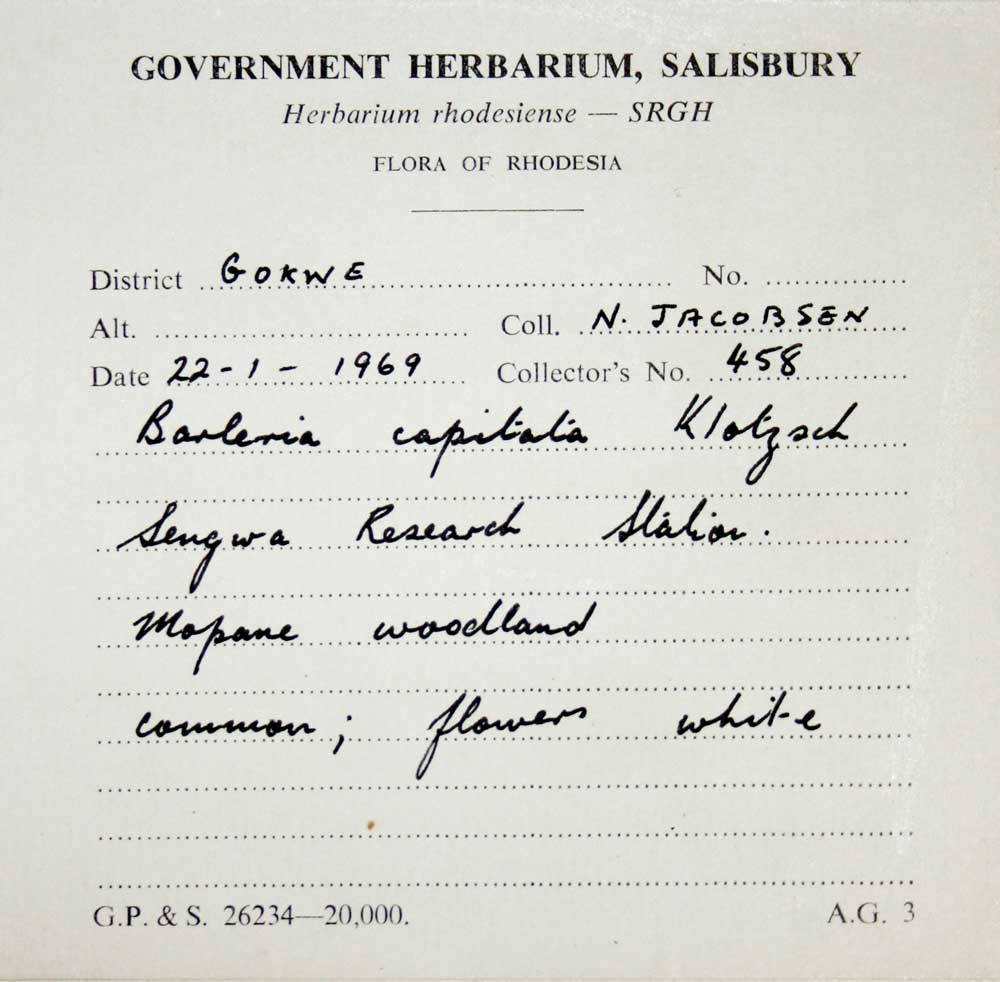 GOVERNMENT HERBARIUM, SALISBURY
Herbarium rhodesiense — SRGH
FLORA OF RHODESIA
District GOKWE No.
Alt. Coll. N. JACOBSEN
Date 22-1-1969 Collector's No. 458
Barleria capitata Klotzsch
Sengwa Research Station.
Mopane woodland
common; flowers white
G.P. & S. 26234—20,000. A.G. 3